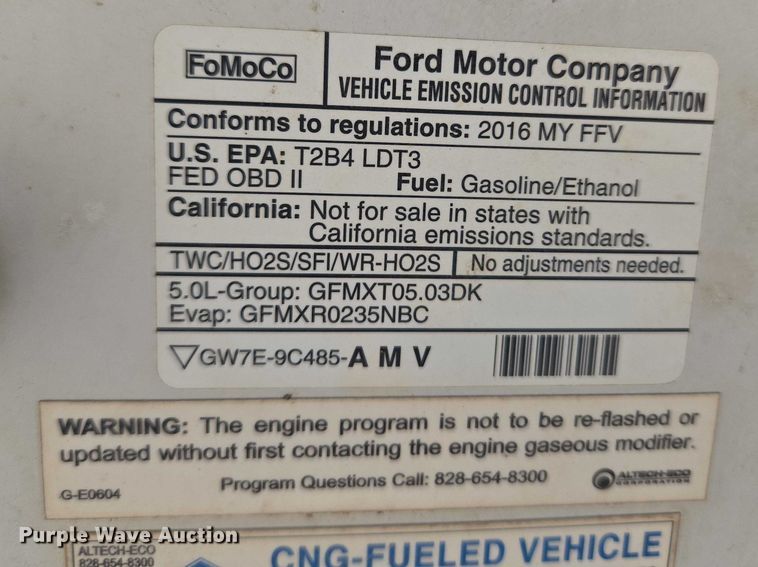 FoMoCo
Ford Motor Company
VEHICLE EMISSION CONTROL INFORMATION
Conforms to regulations: 2016 MY FFV
U.S. EPA: T2B4 LDT3
FED OBD II Fuel: Gasoline/Ethanol
California: Not for sale in states with
California emissions standards.
TWC/HO2S/SFI/WR-HO2S No adjustments needed.
5.0L-Group: GFMXT05.03DK
Evap: GFMXR0235NBC
GW7E-9C485-A M V
WARNING: The engine program is not to be re-flashed or
updated without first contacting the engine gaseous modifier.
Program Questions Call: 828-654-8300
G-E0604
ALTECH-ECO
CORPORATION
Purple Wave Auction
ALTECH-ECO
828-654-8300
CNG-FUELED VEHICLE